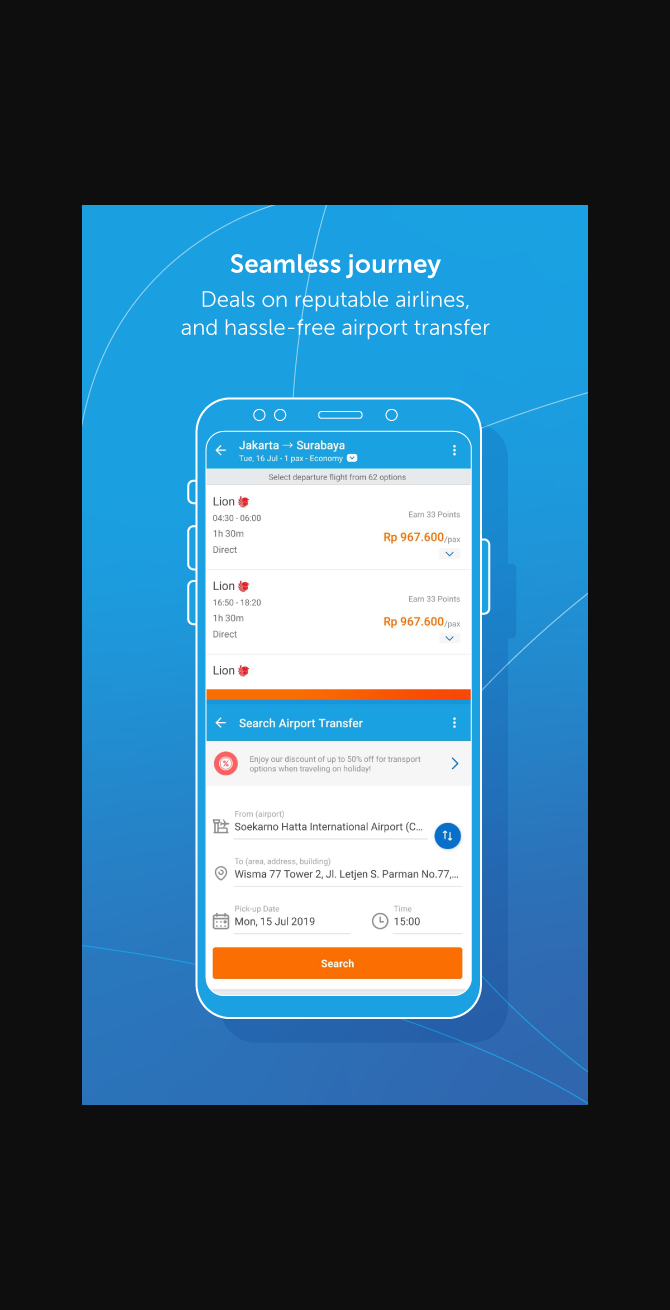 Seamless journey
Deals on reputable airlines,
and hassle-free airport transfer
Jakarta → Surabaya
Tue, 16 Jul - 1 pax - Economy
Select departure flight from 62 options
Lion
04:30 - 06:00
Earn 33 Points
1h 30m
Rp 967.600/pax
Direct
Lion
16:50 - 18:20
Earn 33 Points
1h 30m
Rp 967.600/pax
Direct
Lion
Search Airport Transfer
Enjoy our discount of up to 50% off for transport
options when traveling on holiday!
From (airport)
Soekarno Hatta International Airport (C...
To (area, address, building)
Wisma 77 Tower 2, Jl. Letjen S. Parman No.77,...
Pick-up Date
Time
Mon, 15 Jul 2019
15:00
Search